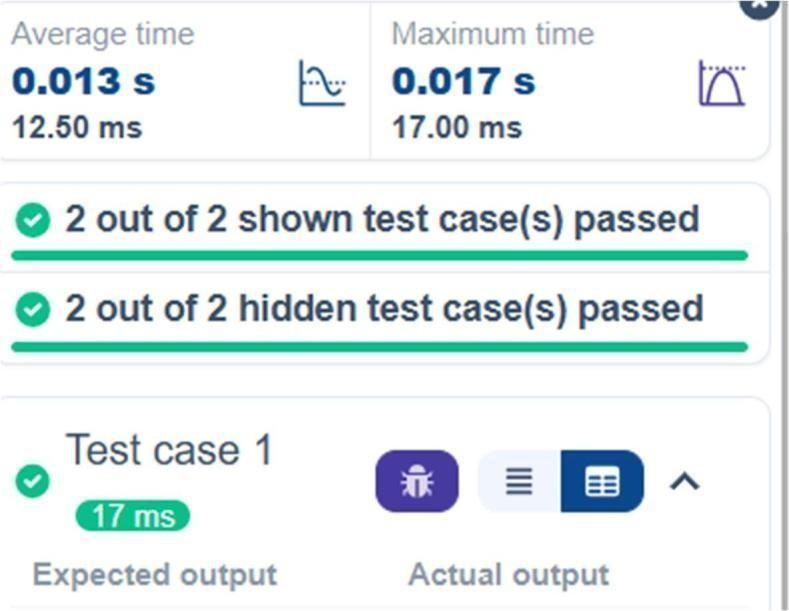 Average time
0.013 s
12.50 ms
Maximum time
0.017 s
17.00 ms
2 out of 2 shown test case(s) passed
2 out of 2 hidden test case(s) passed
Test case 1
17 ms
Expected output
Actual output